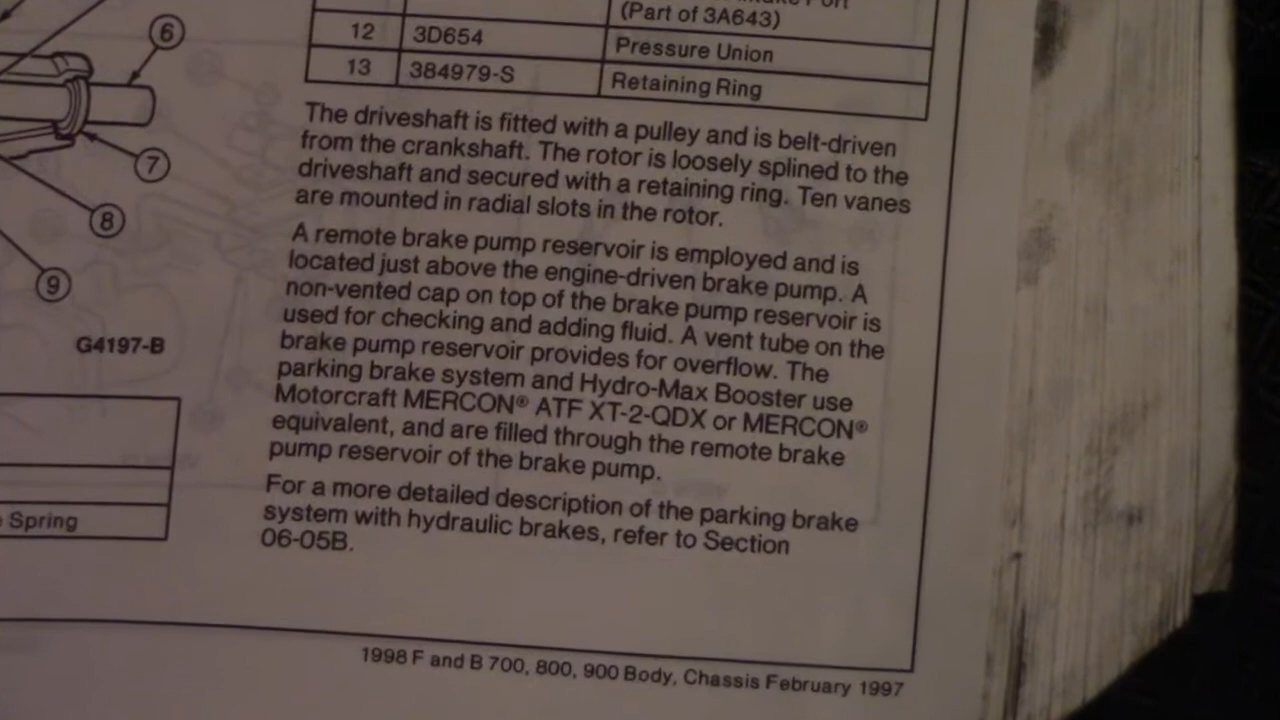 (Part of 3A643)
12 3D654 Pressure Union
13 384979-S Retaining Ring
6
7
8
9
G4197-B
Spring
The driveshaft is fitted with a pulley and is belt-driven
from the crankshaft. The rotor is loosely splined to the
driveshaft and secured with a retaining ring. Ten vanes
are mounted in radial slots in the rotor.
A remote brake pump reservoir is employed and is
located just above the engine-driven brake pump. A
non-vented cap on top of the brake pump reservoir is
used for checking and adding fluid. A vent tube on the
brake pump reservoir provides for overflow. The
parking brake system and Hydro-Max Booster use
Motorcraft MERCON® ATF XT-2-QDX or MERCON®
equivalent, and are filled through the remote brake
pump reservoir of the brake pump.
For a more detailed description of the parking brake
system with hydraulic brakes, refer to Section
06-05B.
1998 F and B 700, 800, 900 Body, Chassis February 1997